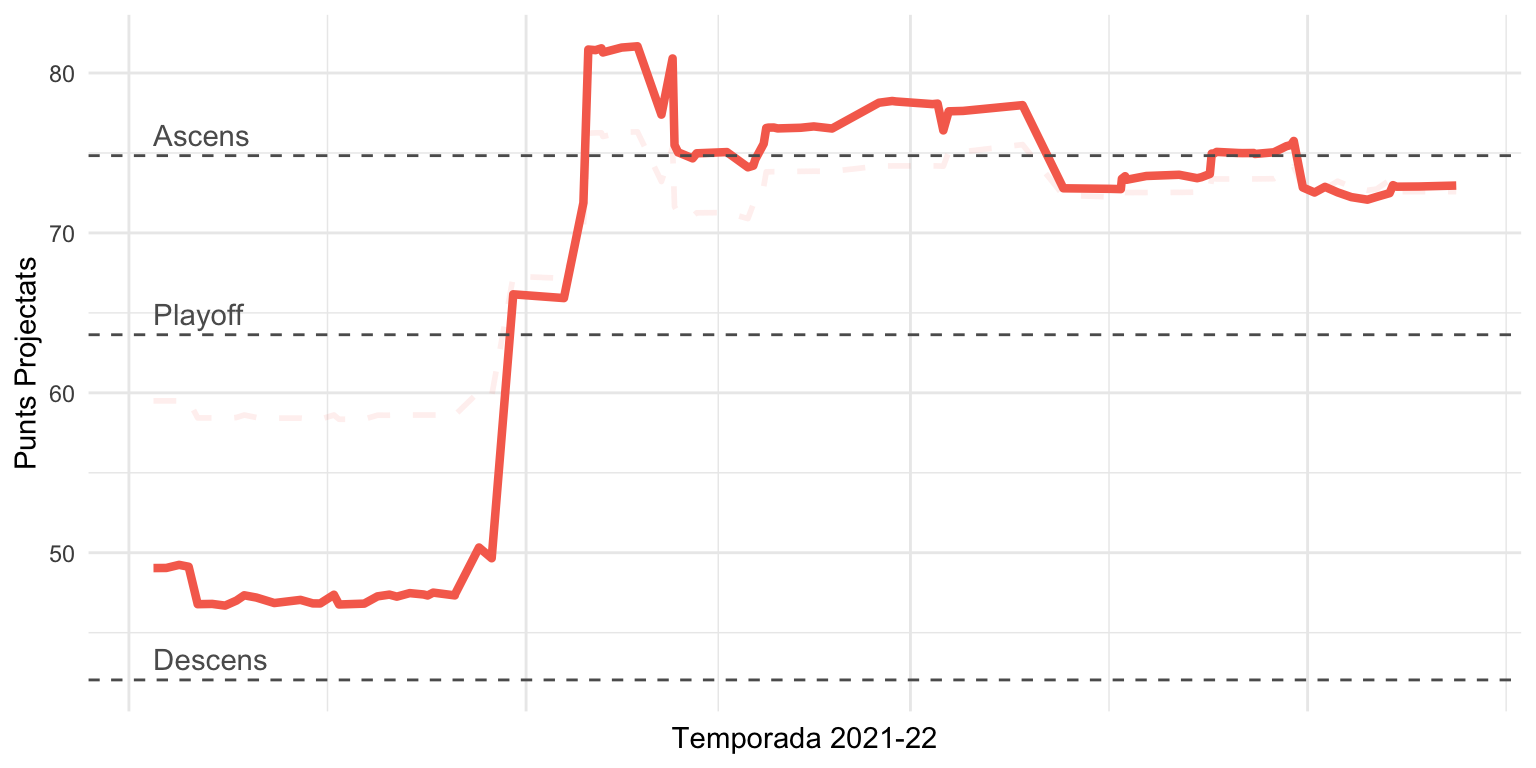 80
Ascens
70
Playoff
60
50
Descens
Punts Projectats
Temporada 2021-22